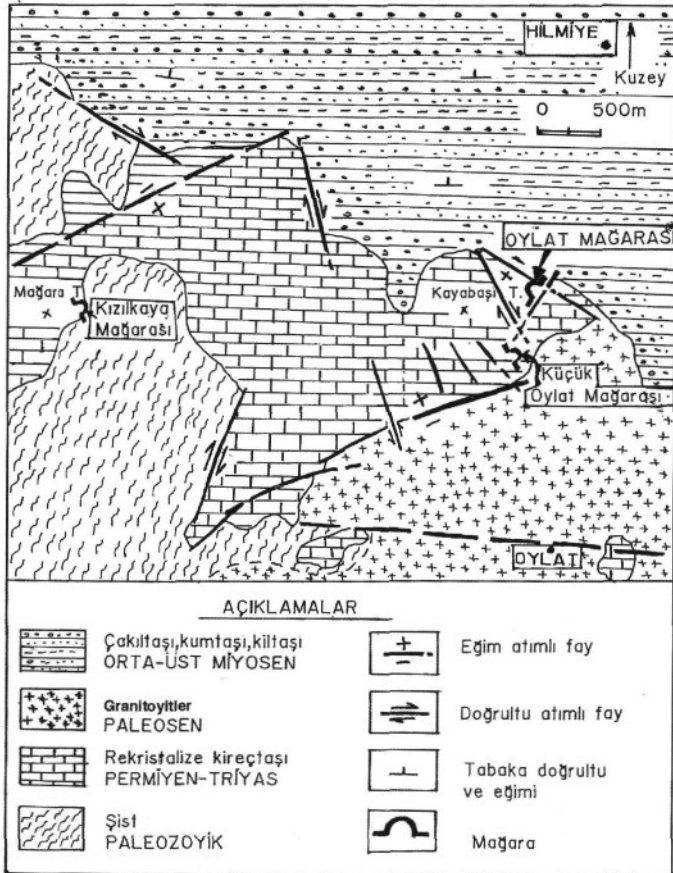 HİLMİYE
Kuzey
0 500m
OYLAT MAĞARASI
Mağara T.
Kayabaşı T.
Kızılkaya
Mağarası
Küçük
Oylat Mağarası
OYLAT
AÇIKLAMALAR
Çakıltaşı,kumtaşı,kiltaşı
ORTA-ÜST MİYOSEN
Granitoyitler
PALEOSEN
Rekristalize kireçtaşı
PERMİYEN-TRİYAS
Şist
PALEOZOYİK
Eğim atımlı fay
Doğrultu atımlı fay
Tabaka doğrultu
ve eğimi
Mağara